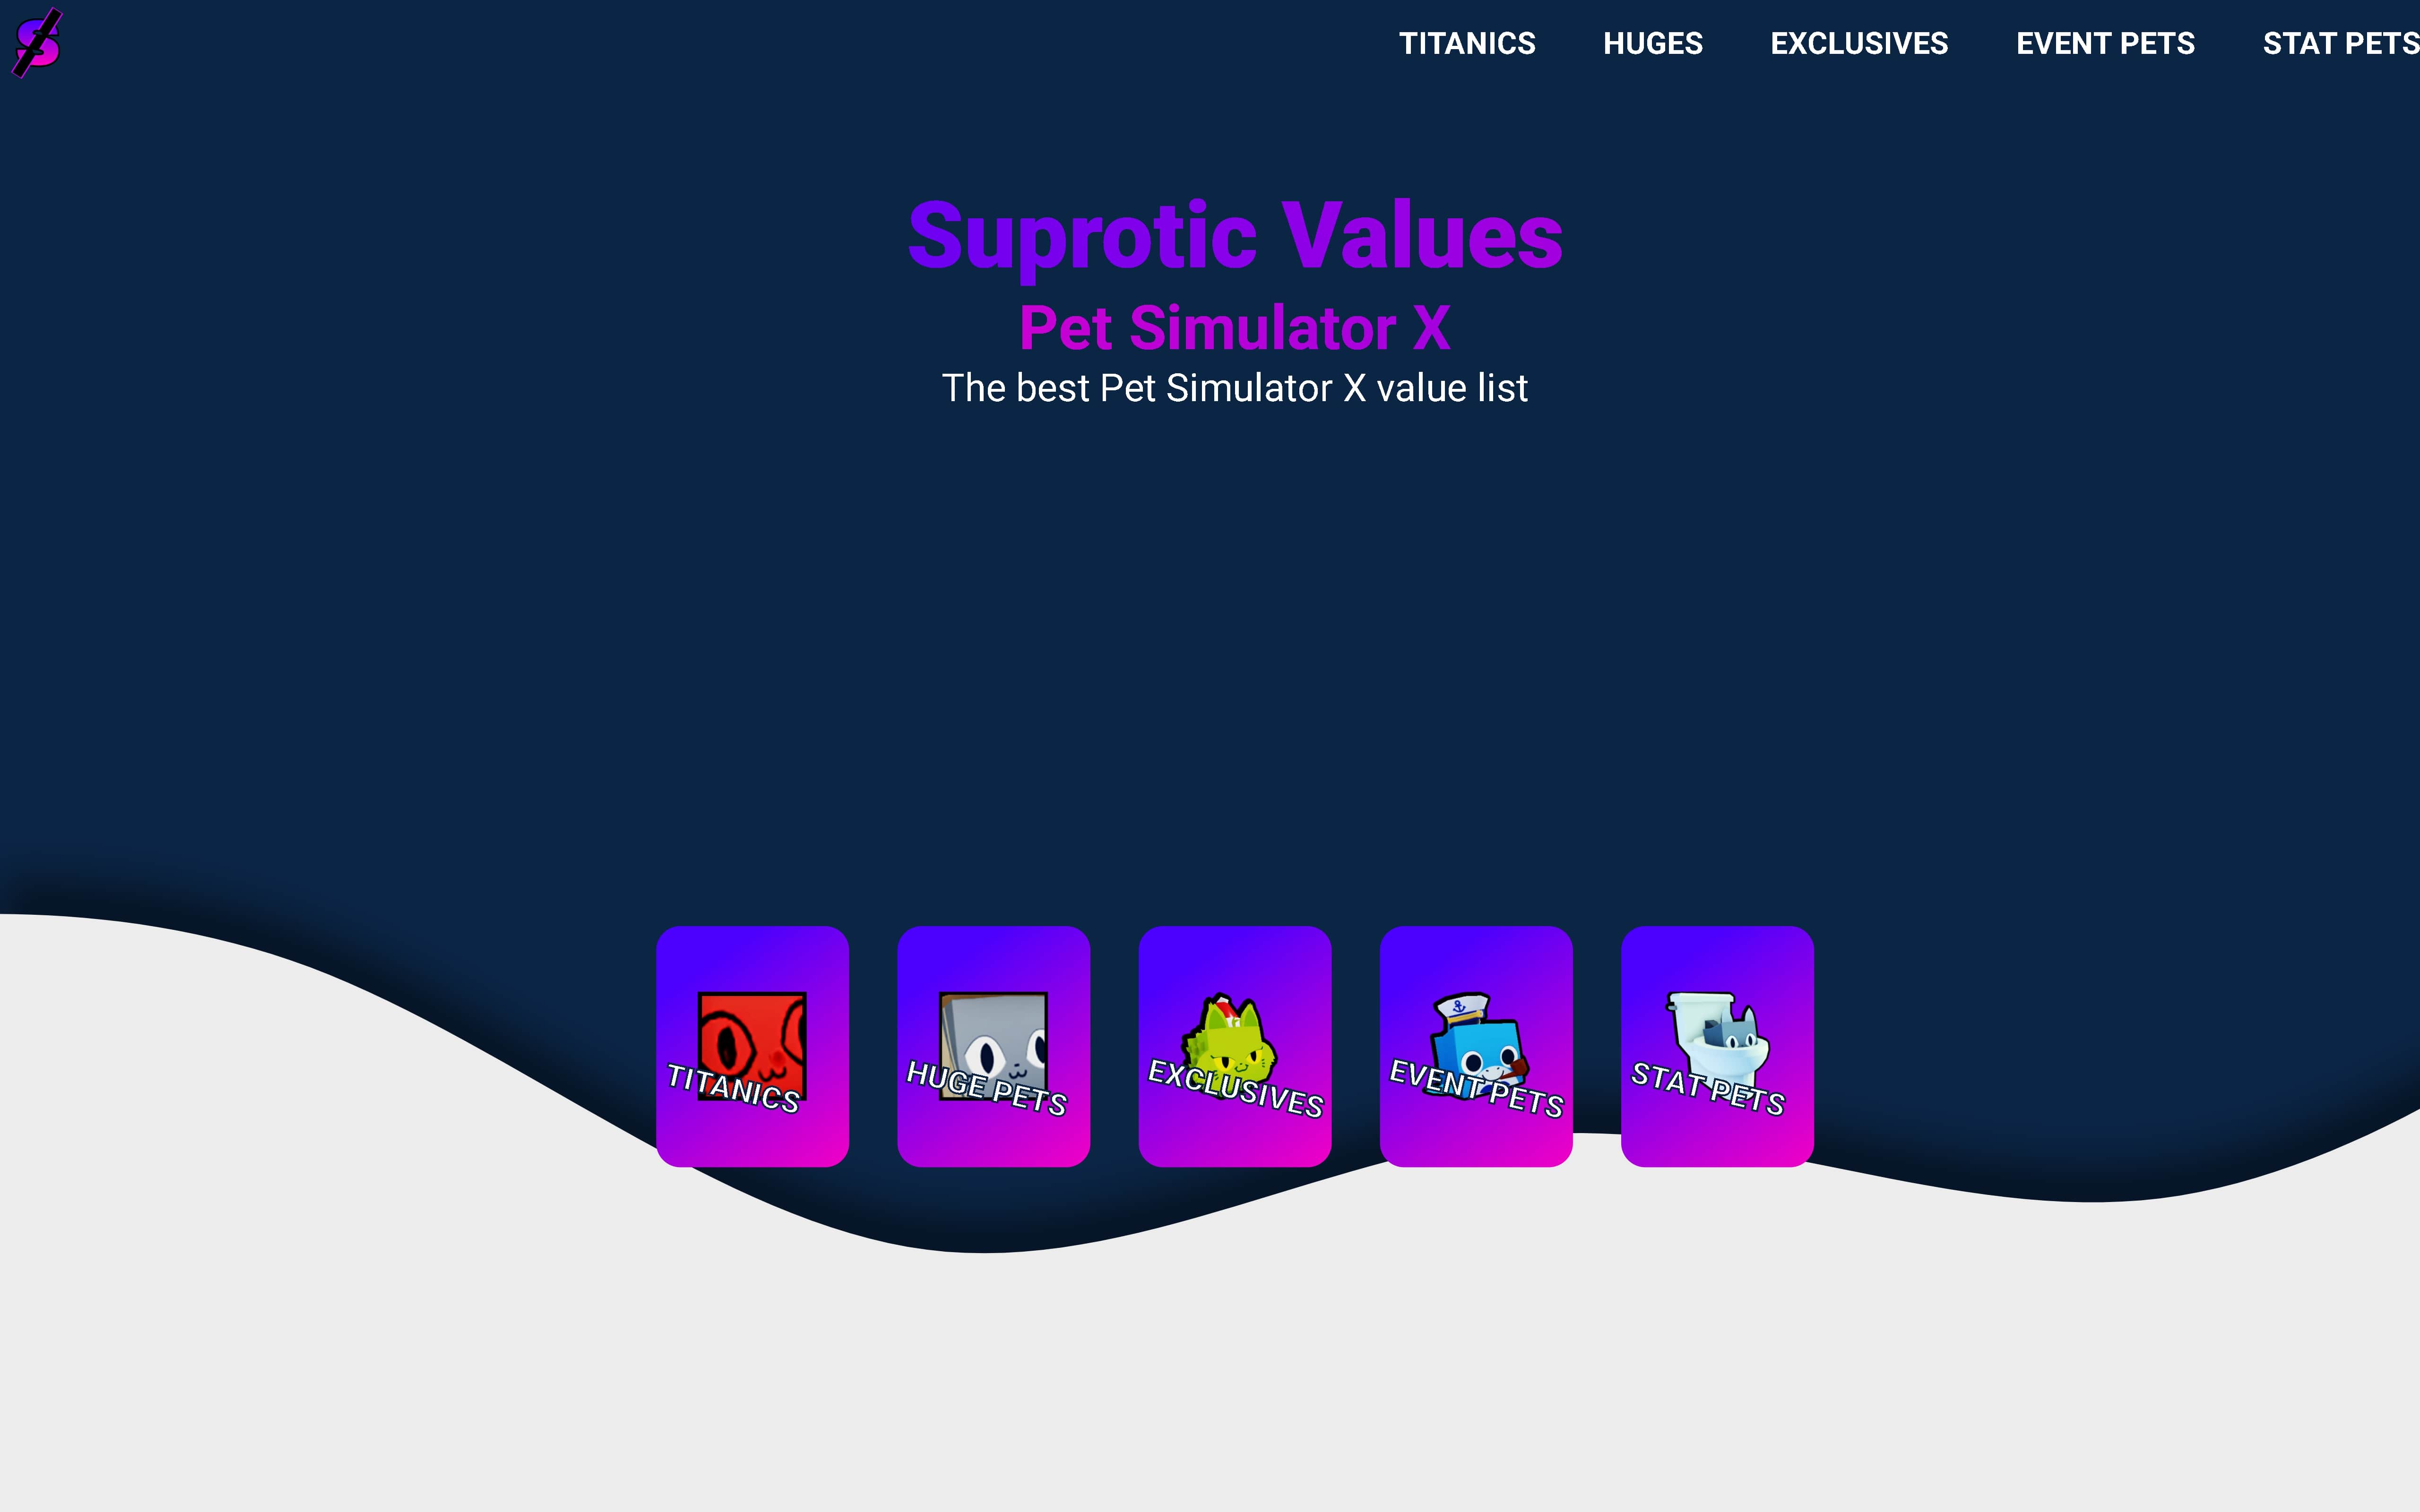 S
TITANICS HUGES EXCLUSIVES EVENT PETS STAT PETS
Suprotic Values
Pet Simulator X
The best Pet Simulator X value list
TITANICS
HUGE PETS
EXCLUSIVES
EVENT PETS
STAT PETS